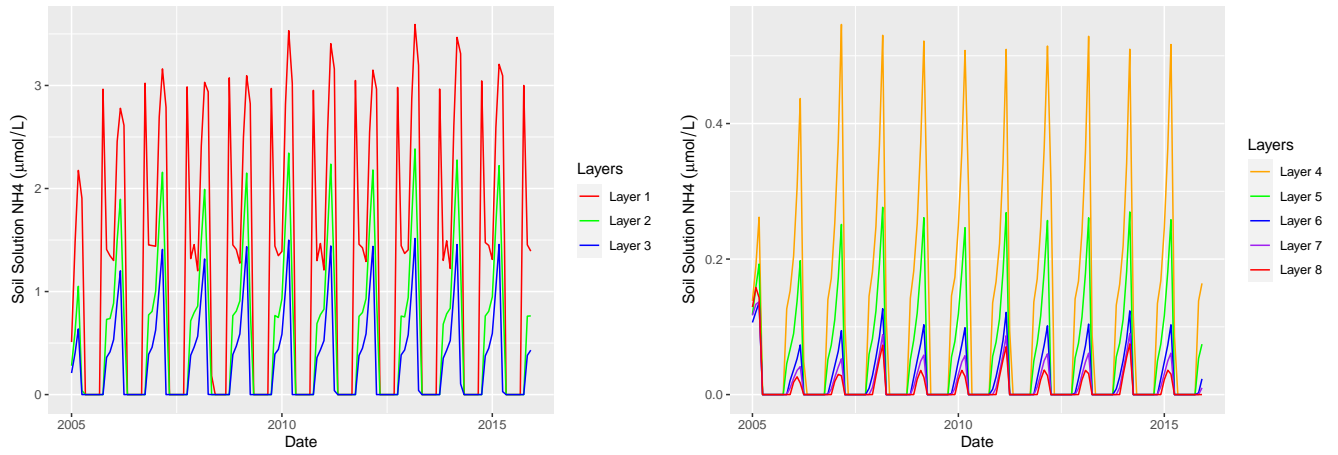 Soil Solution NH4 (μmol/L)
3
2
1
0
2005
2010
2015
Date
Layers
Layer 1
Layer 2
Layer 3
Soil Solution NH4 (μmol/L)
0.4
0.2
0.0
2005
2010
2015
Date
Layers
Layer 4
Layer 5
Layer 6
Layer 7
Layer 8